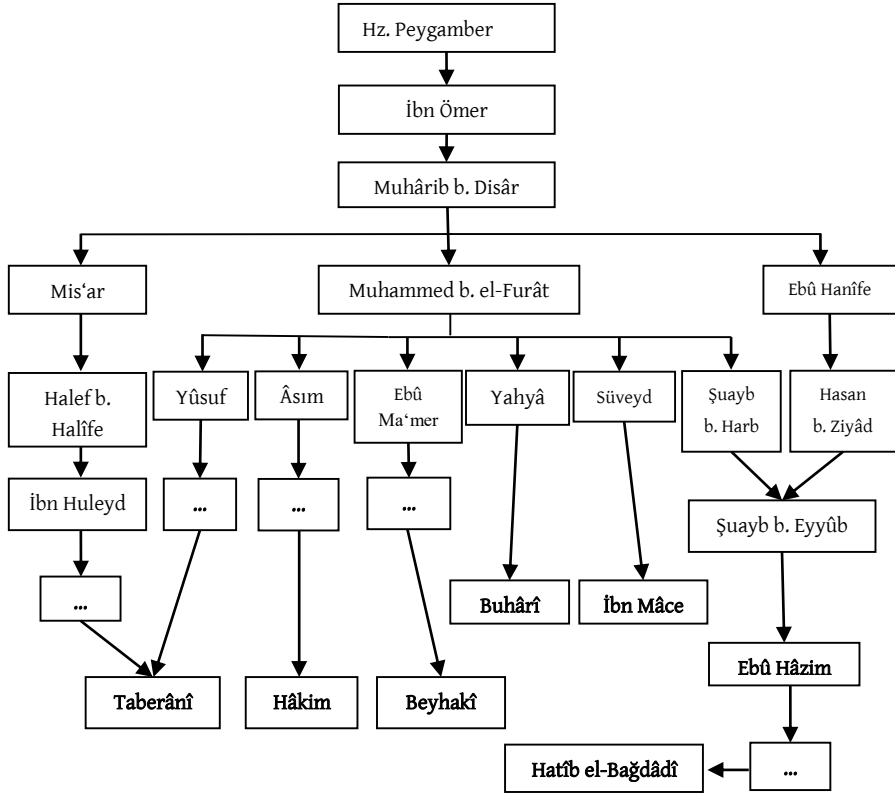 Hz. Peygamber
İbn Ömer
Muhârib b. Disâr
Mis‘ar
Muhammed b. el-Furât
Ebû Hanîfe
Halef b.
Halîfe
Yûsuf
Âsım
Ebû
Ma‘mer
Yahyâ
Süveyd
Şuayb
b. Harb
Hasan
b. Ziyâd
İbn Huleyd
...
...
...
Şuayb b. Eyyûb
...
Buhârî
İbn Mâce
Ebû Hâzim
Taberânî
Hâkim
Beyhakî
Hatîb el-Bağdâdî
...